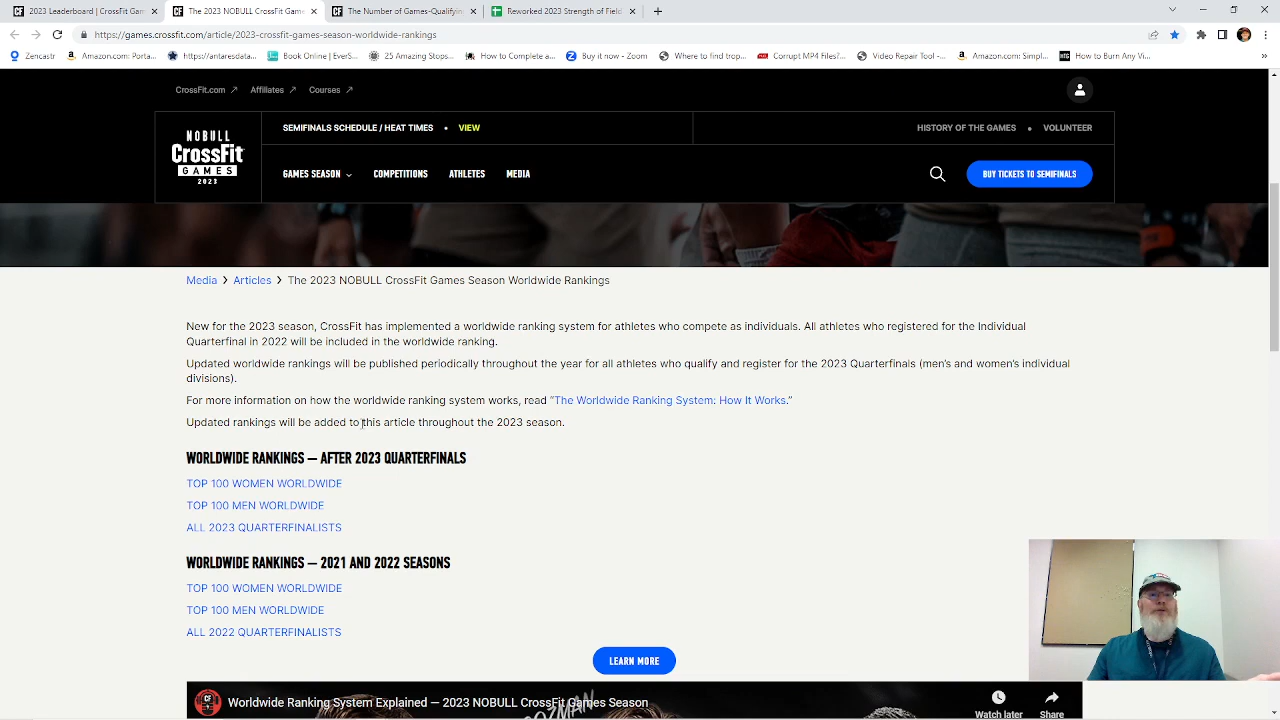 2023 Leaderboard | CrossFit Gam
The 2023 NOBULL CrossFit Game
The Number of Games-Qualifyin
Reworked 2023 Strength of Field
https://games.crossfit.com/article/2023-crossfit-games-season-worldwide-rankings
Zencastr
Amazon.com: Porta...
https://antaresdata...
Book Online | EverS...
25 Amazing Stops...
How to Complete a...
Buy it now - Zoom
Where to find trop...
Corrupt MP4 Files?...
Video Repair Tool -...
Amazon.com: Simpl...
How to Burn Any Vi...
CrossFit.com
Affiliates
Courses
NOBULL
CrossFit
GAMES
2023
SEMIFINALS SCHEDULE / HEAT TIMES • VIEW
HISTORY OF THE GAMES • VOLUNTEER
GAMES SEASON
COMPETITIONS
ATHLETES
MEDIA
BUY TICKETS TO SEMIFINALS
Media > Articles > The 2023 NOBULL CrossFit Games Season Worldwide Rankings
New for the 2023 season, CrossFit has implemented a worldwide ranking system for athletes who compete as individuals. All athletes who registered for the Individual
Quarterfinal in 2022 will be included in the worldwide ranking.
Updated worldwide rankings will be published periodically throughout the year for all athletes who qualify and register for the 2023 Quarterfinals (men's and women's individual
divisions).
For more information on how the worldwide ranking system works, read “The Worldwide Ranking System: How It Works.”
Updated rankings will be added to this article throughout the 2023 season.
WORLDWIDE RANKINGS — AFTER 2023 QUARTERFINALS
TOP 100 WOMEN WORLDWIDE
TOP 100 MEN WORLDWIDE
ALL 2023 QUARTERFINALISTS
WORLDWIDE RANKINGS — 2021 AND 2022 SEASONS
TOP 100 WOMEN WORLDWIDE
TOP 100 MEN WORLDWIDE
ALL 2022 QUARTERFINALISTS
LEARN MORE
Worldwide Ranking System Explained — 2023 NOBULL CrossFit Games Season
Watch later
Share